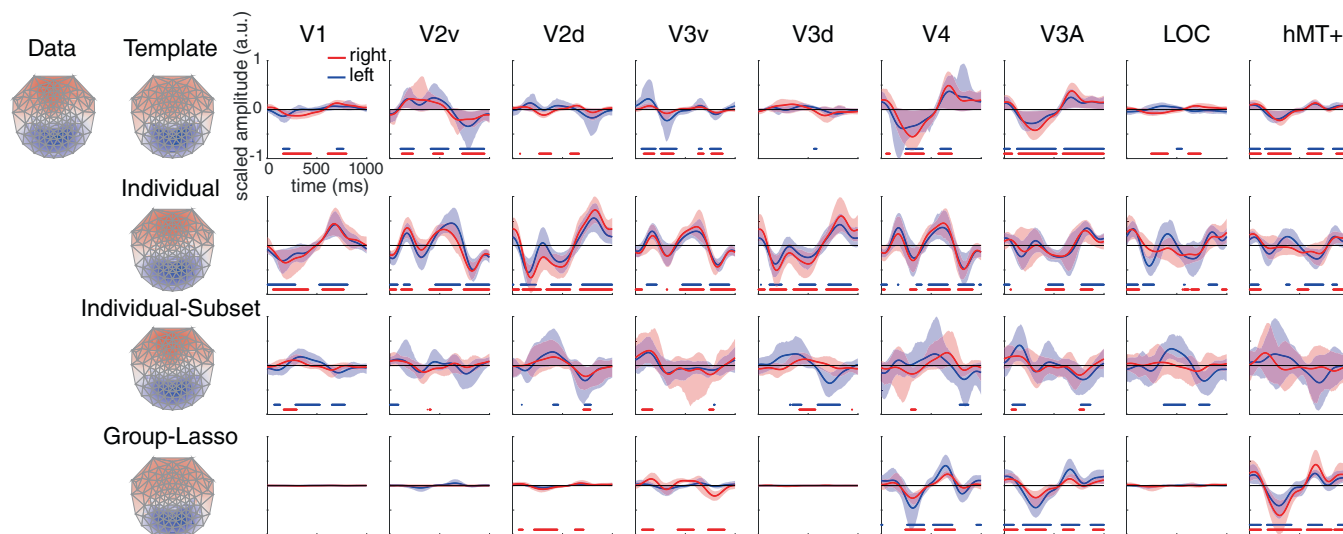 Data Template V1 V2v V2d V3v V3d V4 V3A LOC hMT+
right
left
scaled amplitude (a.u.)
1
0
-1
0 500 1000
time (ms)
Individual
Individual-Subset
Group-Lasso